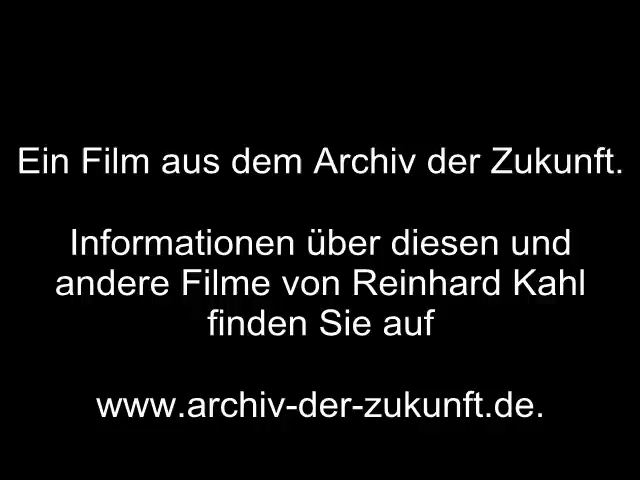 Ein Film aus dem Archiv der Zukunft.
Informationen über diesen und
andere Filme von Reinhard Kahl
finden Sie auf
www.archiv-der-zukunft.de.